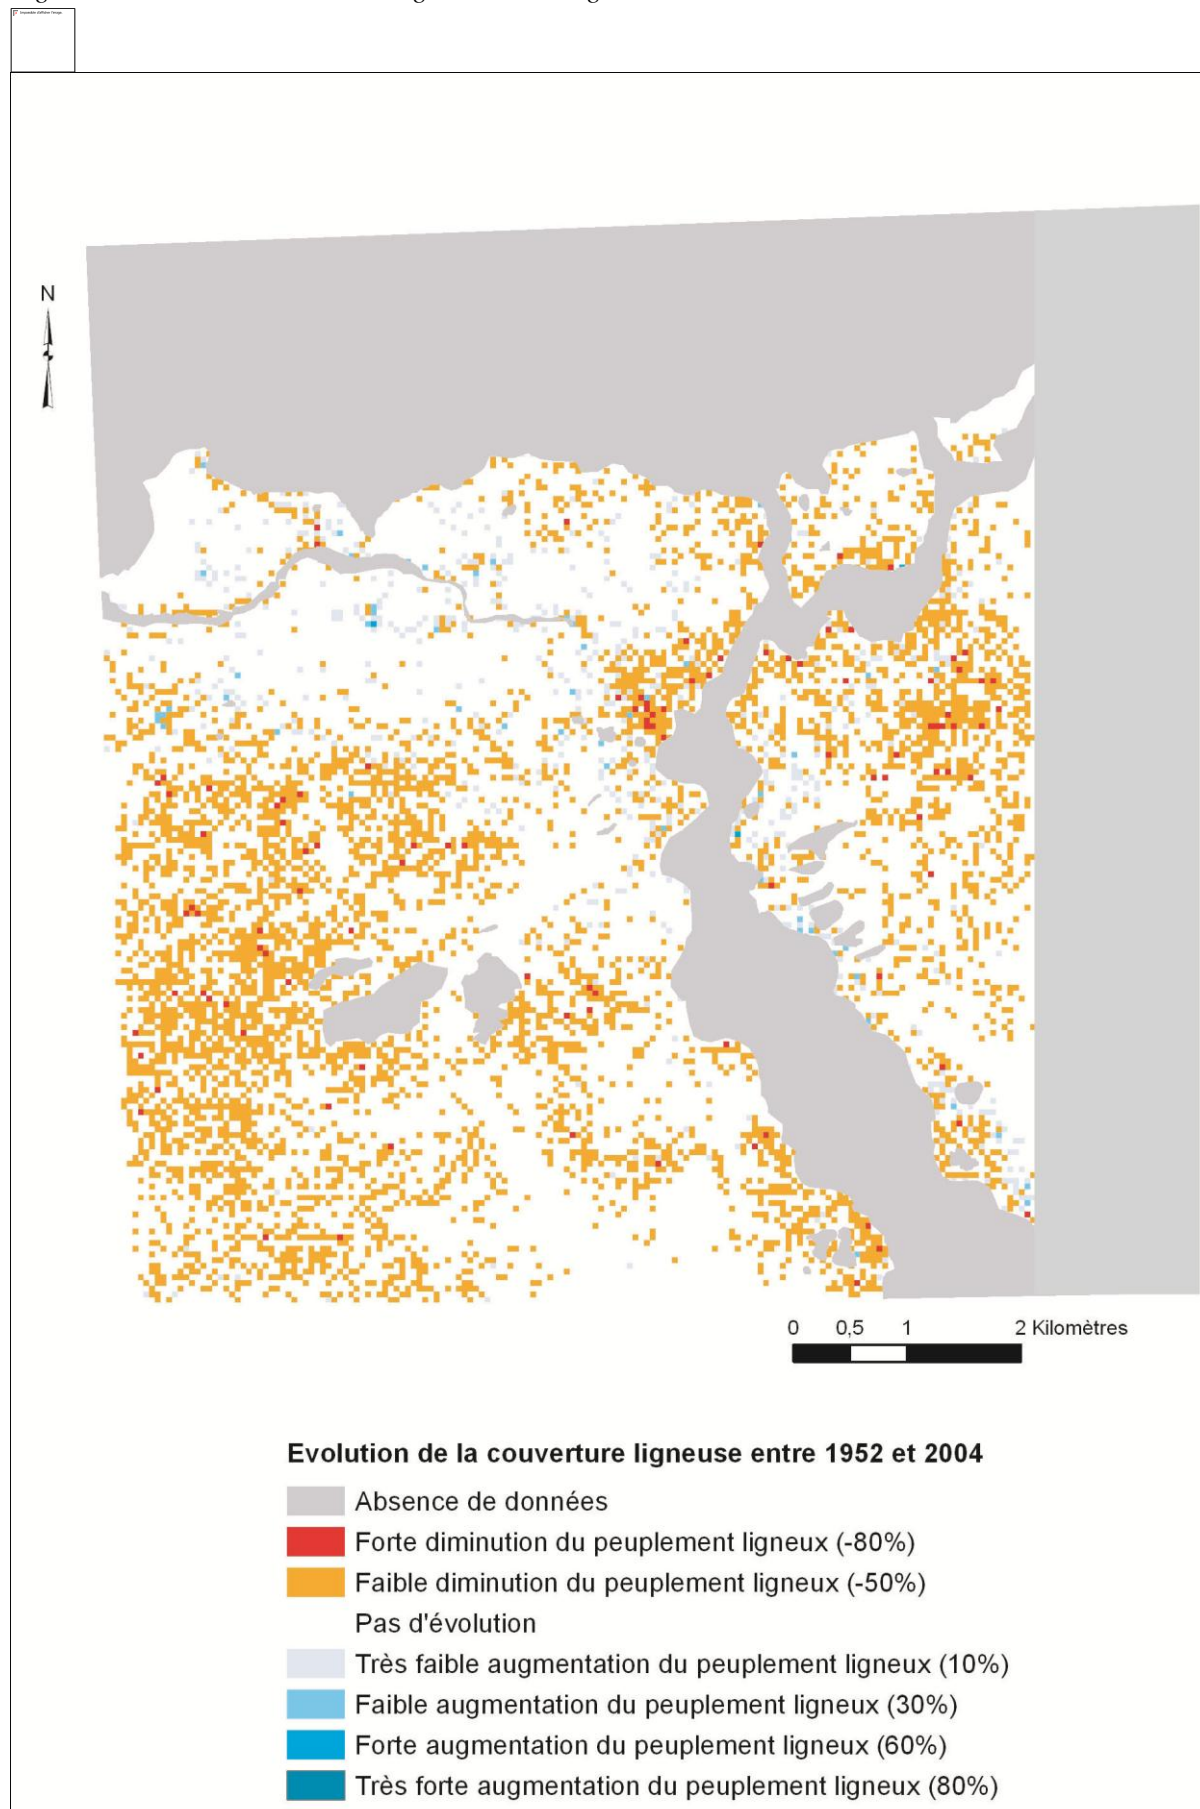 N
0 0,5 1 2 Kilomètres
Evolution de la couverture ligneuse entre 1952 et 2004
Absence de données
Forte diminution du peuplement ligneux (-80%)
Faible diminution du peuplement ligneux (-50%)
Pas d'évolution
Très faible augmentation du peuplement ligneux (10%)
Faible augmentation du peuplement ligneux (30%)
Forte augmentation du peuplement ligneux (60%)
Très forte augmentation du peuplement ligneux (80%)